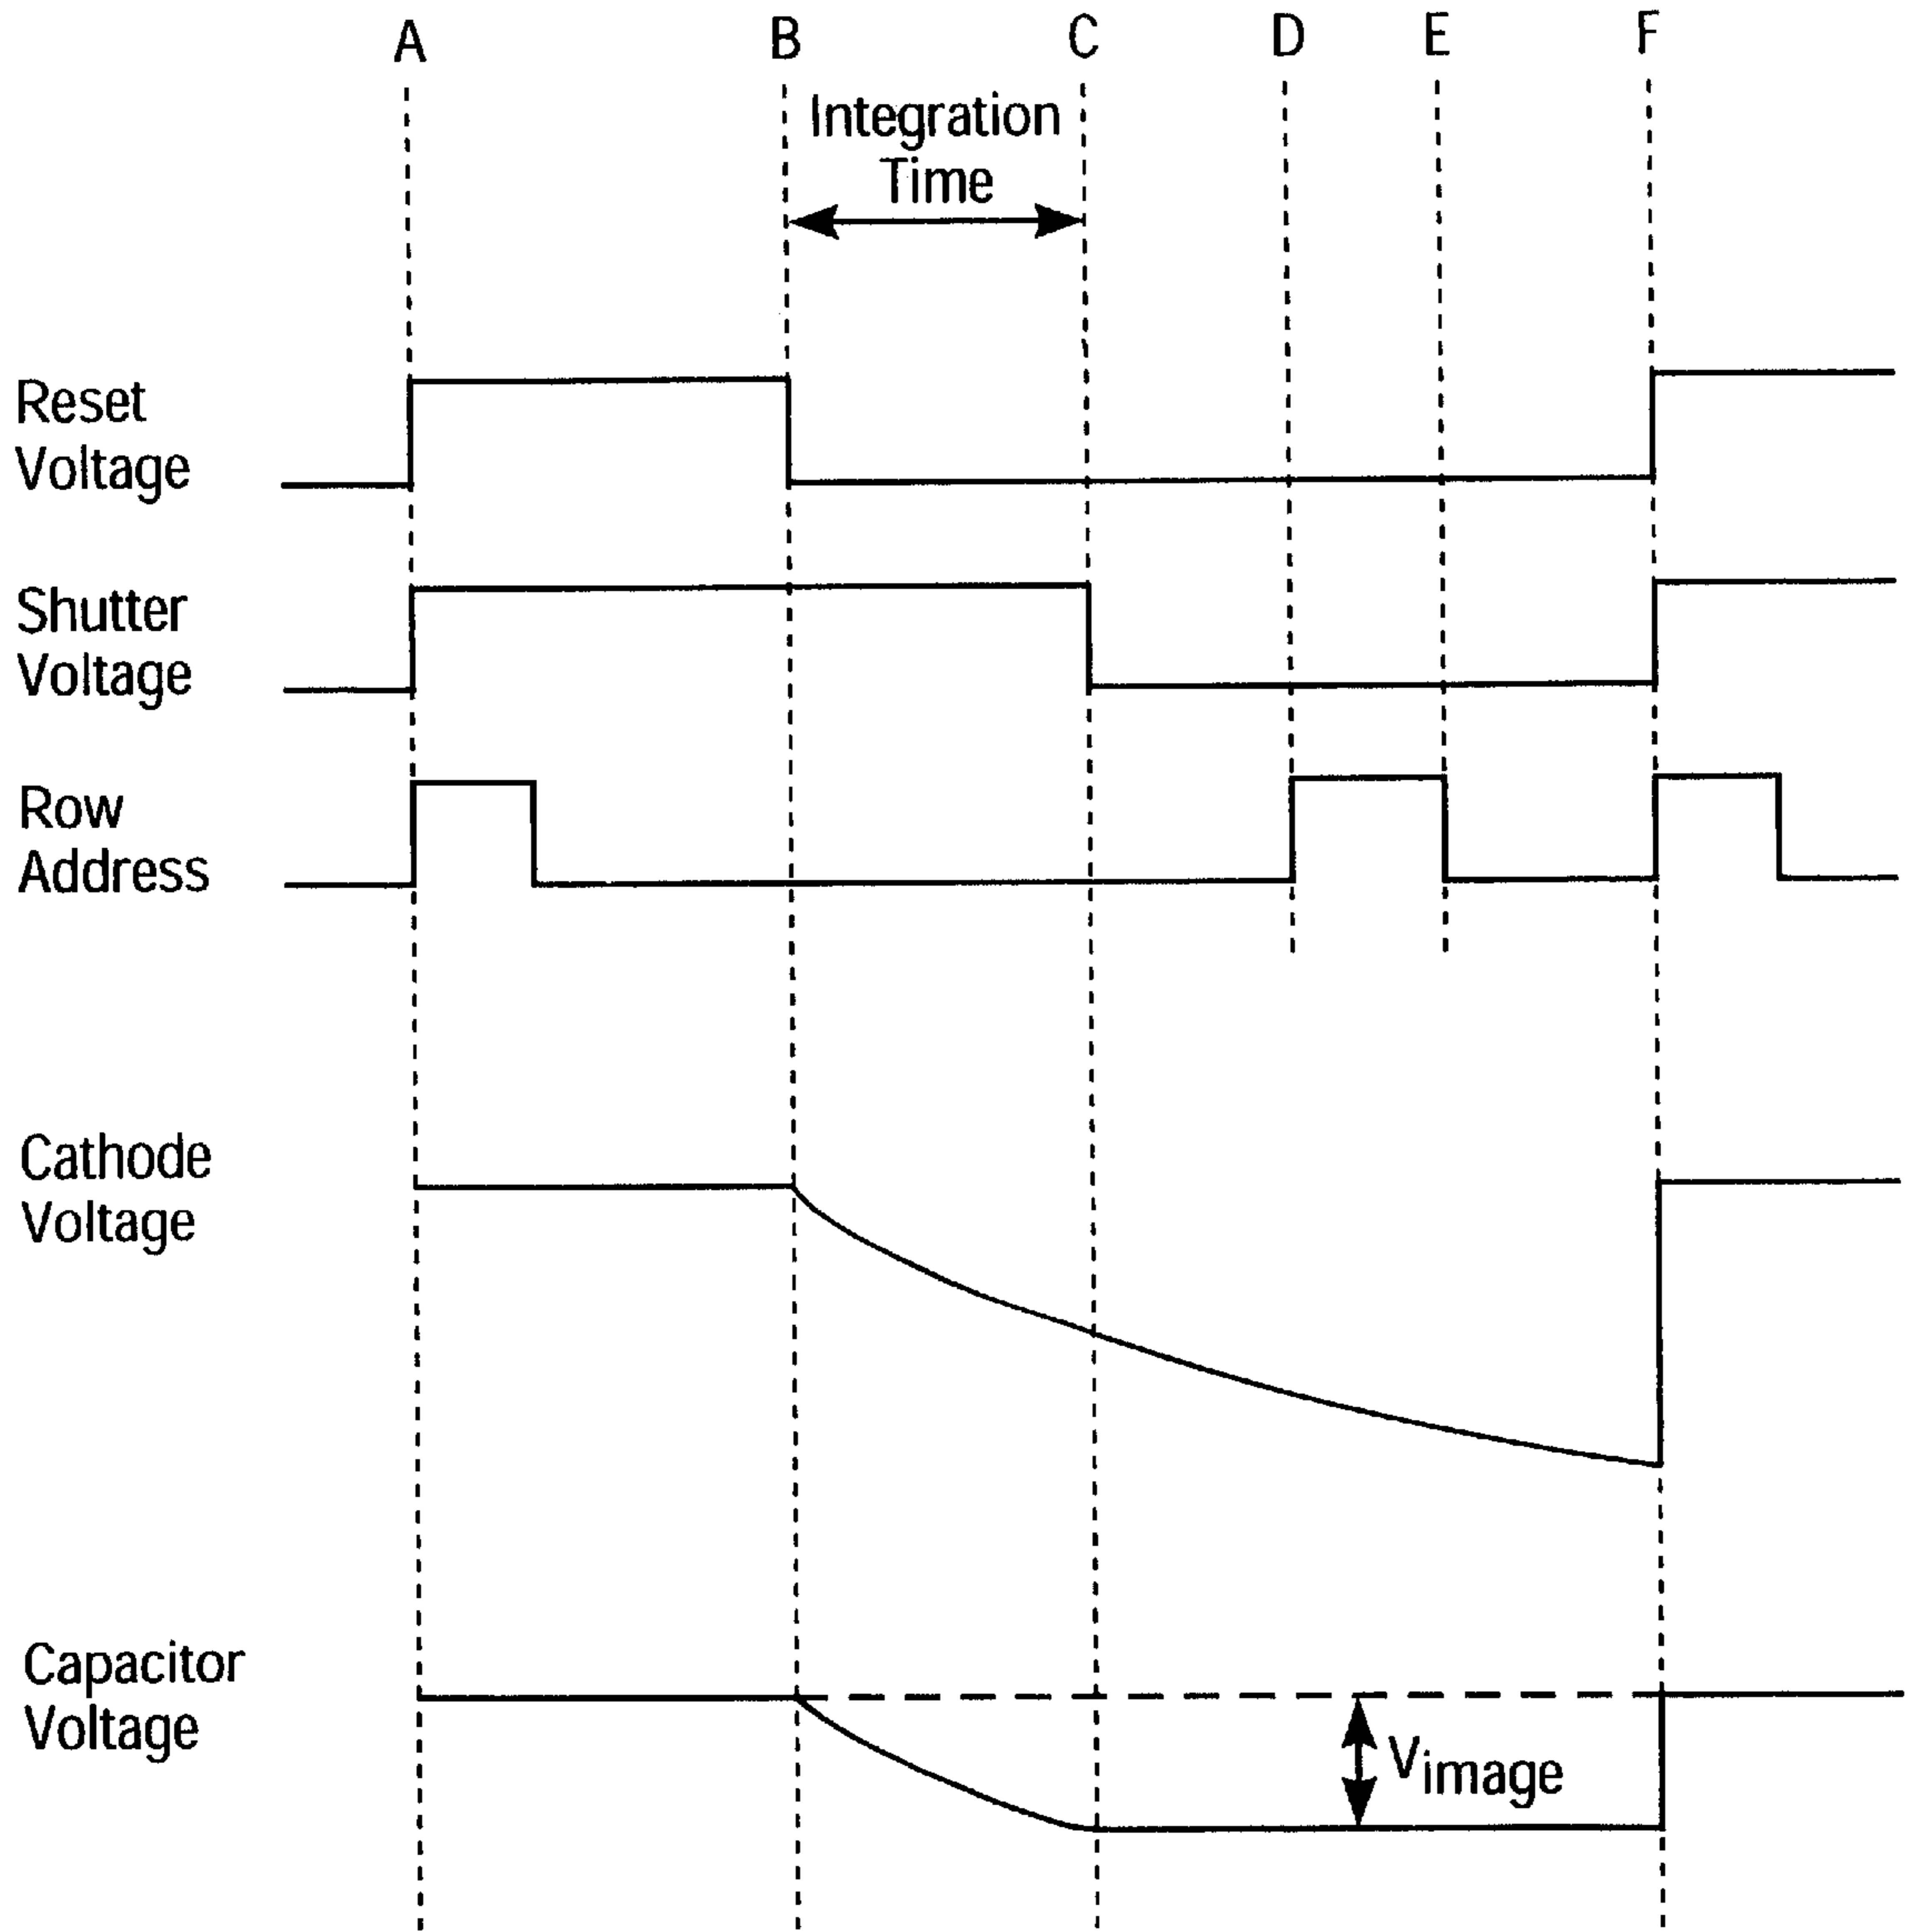 A B C D E F
Integration
Time
Reset
Voltage
Shutter
Voltage
Row
Address
Cathode
Voltage
Capacitor
Voltage
Vimage